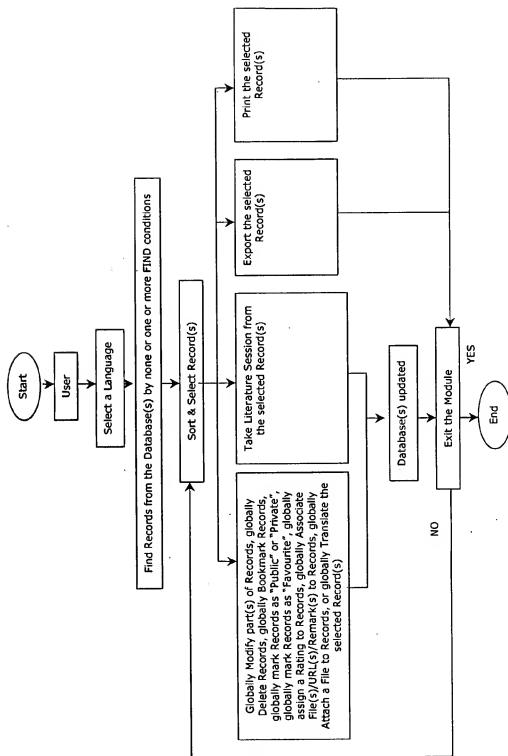 Start
User
Select a Language
Find Records from the Database(s) by none or one or more FIND conditions
Sort & Select Record(s)
Globally Modify part(s) of Records, globally
Delete Records, globally Bookmark Records,
globally mark Records as "Public" or "Private",
globally mark Records as "Favourite", globally
assign a Rating to Records, globally Associate
File(s)/URL(s)/Remark(s) to Records, globally
Attach a File to Records, or globally Translate the
selected Record(s)
Take Literature Session from
the selected Record(s)
Export the selected
Record(s)
Print the selected
Record(s)
Database(s) updated
Exit the Module
NO
YES
End